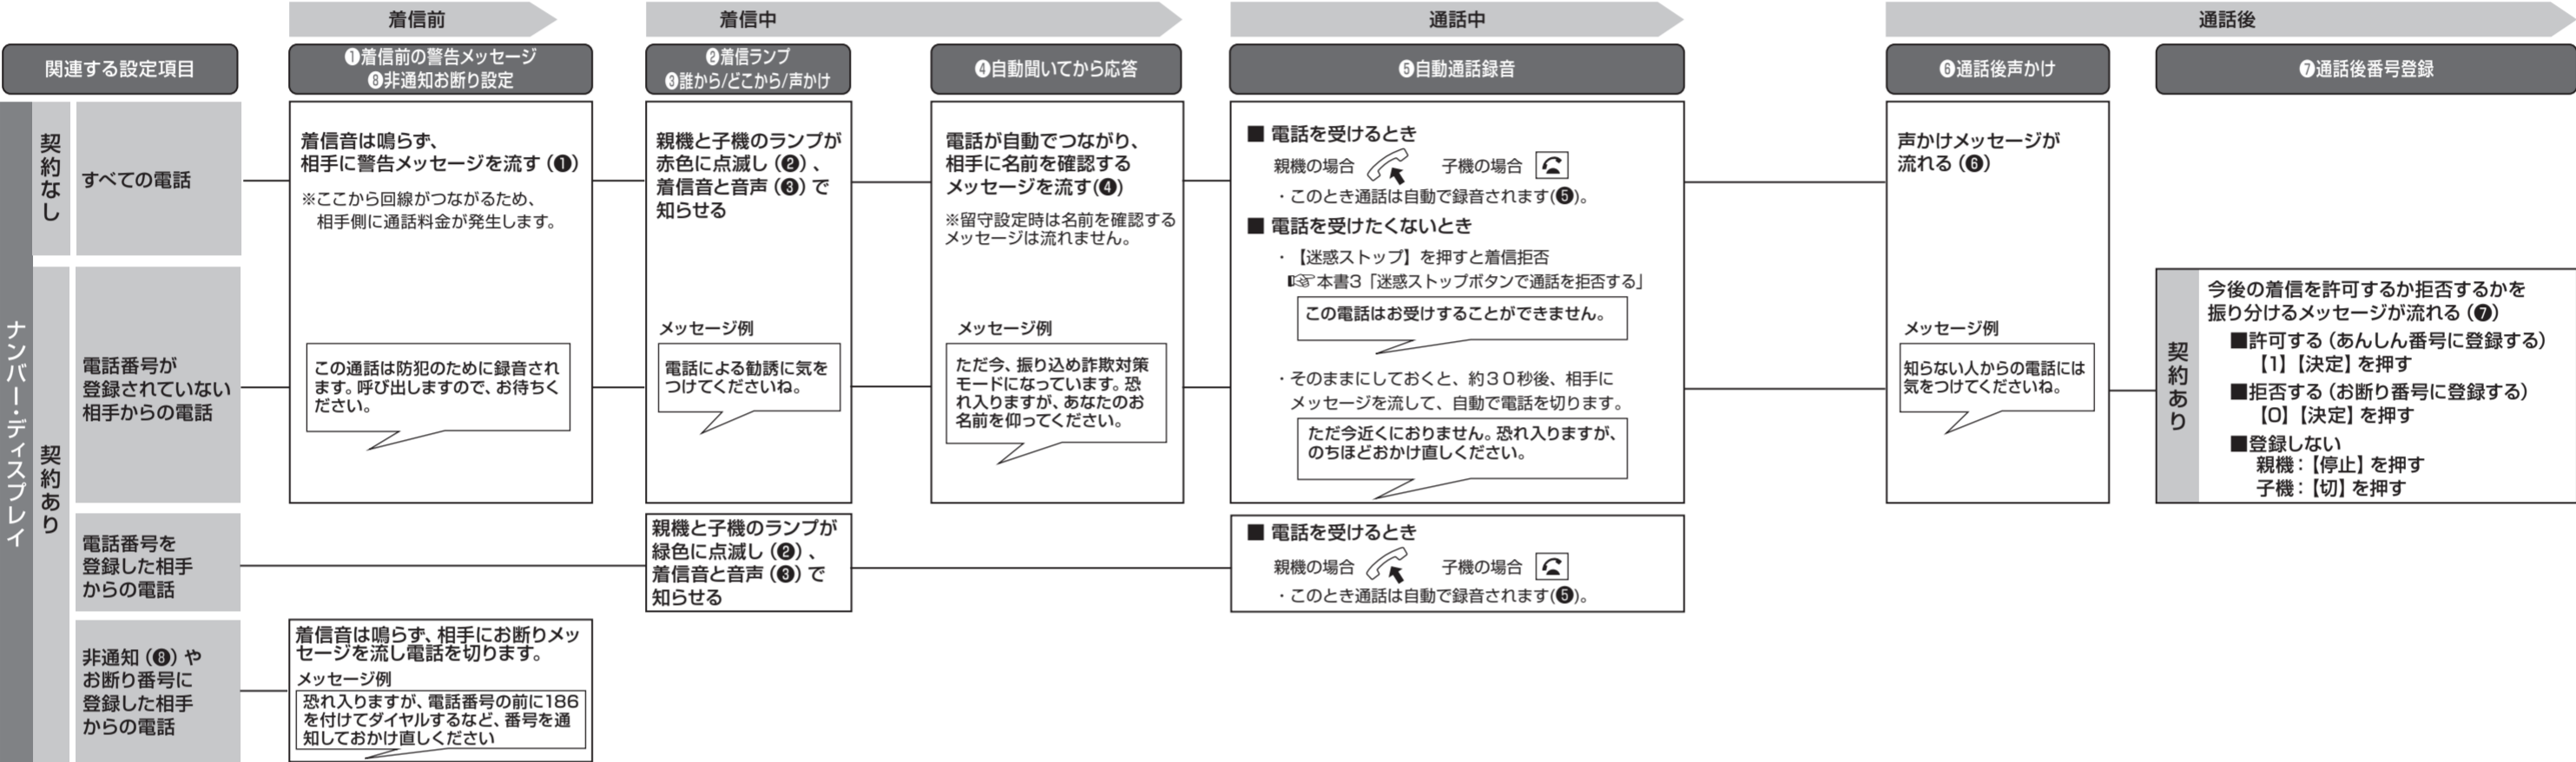 着信前
着信中
通話中
通話後
関連する設定項目
❶着信前の警告メッセージ
❽非通知お断り設定
❷着信ランプ
❸誰から/どこから/声かけ
❹自動聞いてから応答
❺自動通話録音
❻通話後声かけ
❼通話後番号登録
ナンバー・ディスプレイ
契約なし
すべての電話
契約あり
電話番号が
登録されていない
相手からの電話
電話番号を
登録した相手
からの電話
非通知（❽）や
お断り番号に
登録した相手
からの電話
着信音は鳴らず、
相手に警告メッセージを流す（❶）
※ここから回線がつながるため、
相手側に通話料金が発生します。
この通話は防犯のために録音され
ます。呼び出しますので、お待ちく
ださい。
親機と子機のランプが
赤色に点滅し（❷）、
着信音と音声（❸）で
知らせる
メッセージ例
電話による勧誘に気を
つけてくださいね。
電話が自動でつながり、
相手に名前を確認する
メッセージを流す(❹)
※留守設定時は名前を確認する
メッセージは流れません。
メッセージ例
ただ今、振り込め詐欺対策
モードになっています。恐
れ入りますが、あなたのお
名前を仰ってください。
■ 電話を受けるとき
親機の場合 子機の場合
・このとき通話は自動で録音されます(❺)。
■ 電話を受けたくないとき
・【迷惑ストップ】を押すと着信拒否
☞本書3「迷惑ストップボタンで通話を拒否する」
この電話はお受けすることができません。
・そのままにしておくと、約３０秒後、相手に
メッセージを流して、自動で電話を切ります。
ただ今近くにおりません。恐れ入りますが、
のちほどおかけ直しください。
声かけメッセージが
流れる（❻）
メッセージ例
知らない人からの電話には
気をつけてくださいね。
契約あり
今後の着信を許可するか拒否するかを
振り分けるメッセージが流れる（❼）
■許可する（あんしん番号に登録する）
【1】【決定】を押す
■拒否する（お断り番号に登録する）
【0】【決定】を押す
■登録しない
親機：【停止】を押す
子機：【切】を押す
親機と子機のランプが
緑色に点滅し（❷）、
着信音と音声（❸）で
知らせる
■ 電話を受けるとき
親機の場合 子機の場合
・このとき通話は自動で録音されます(❺)。
着信音は鳴らず、相手にお断りメッ
セージを流し電話を切ります。
メッセージ例
恐れ入りますが、電話番号の前に186
を付けてダイヤルするなど、番号を通
知しておかけ直しください